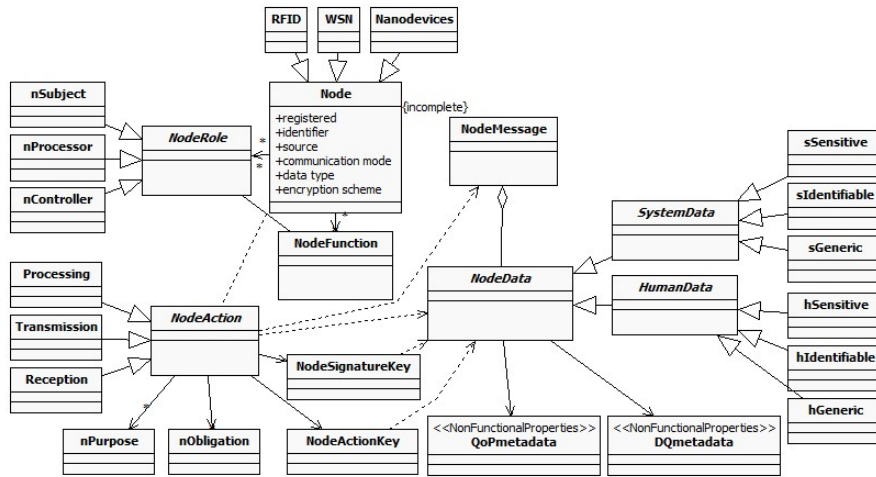 RFID
WSN
Nanodevices
Node
+registered
+identifier
+source
+communication mode
+data type
+encryption scheme
{incomplete}
nSubject
nProcessor
nController
NodeRole
*
*
*
NodeFunction
NodeMessage
sSensitive
sIdentifiable
sGeneric
SystemData
NodeData
HumanData
hSensitive
hIdentifiable
hGeneric
Processing
Transmission
Reception
NodeAction
NodeSignatureKey
*
nPurpose
nObligation
NodeActionKey
<<NonFunctionalProperties>>
QoPmetadata
<<NonFunctionalProperties>>
DQmetadata